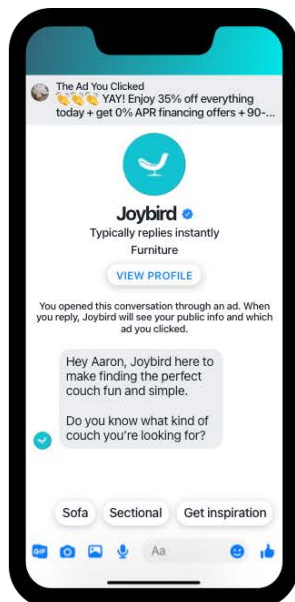 The Ad You Clicked
👏👏👏 YAY! Enjoy 35% off everything
today + get 0% APR financing offers + 90-...
Joybird
Typically replies instantly
Furniture
VIEW PROFILE
You opened this conversation through an ad. When
you reply, Joybird will see your public info and which
ad you clicked.
Hey Aaron, Joybird here to
make finding the perfect
couch fun and simple.
Do you know what kind of
couch you're looking for?
Sofa Sectional Get inspiration
GIF Aa